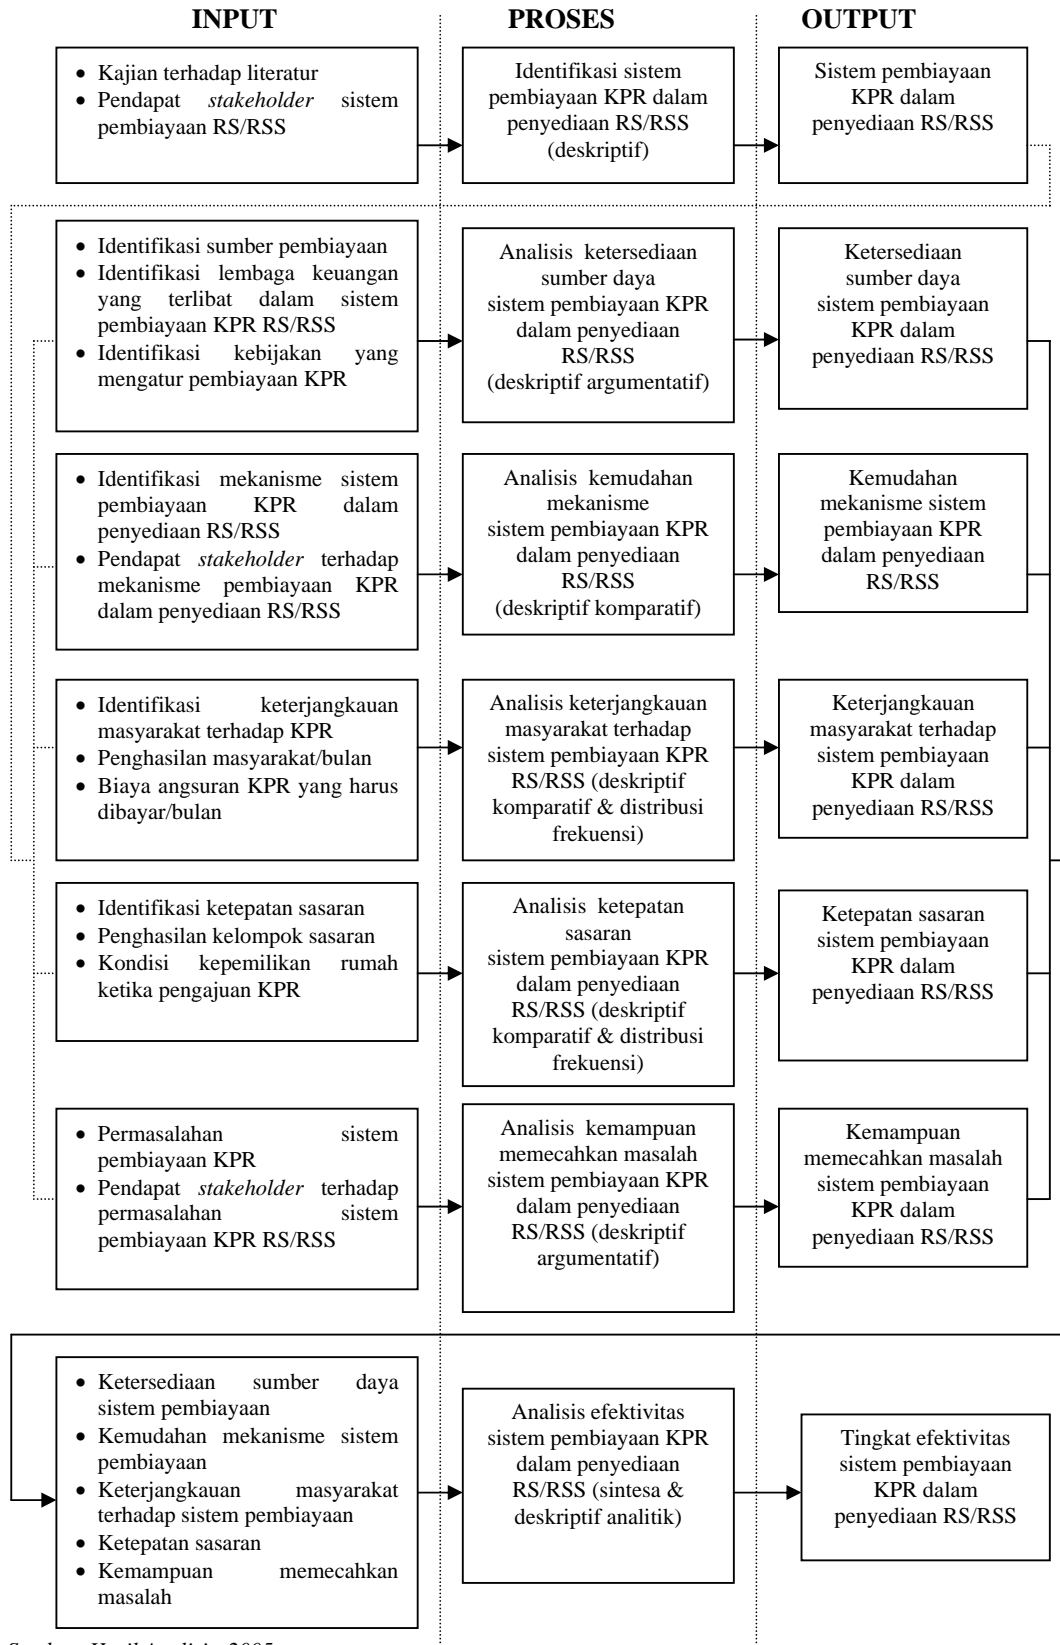 INPUT
PROSES
OUTPUT
• Kajian terhadap literatur
• Pendapat stakeholder sistem
pembiayaan RS/RSS
Identifikasi sistem
pembiayaan KPR dalam
penyediaan RS/RSS
(deskriptif)
Sistem pembiayaan
KPR dalam
penyediaan RS/RSS
• Identifikasi sumber pembiayaan
• Identifikasi lembaga keuangan
yang terlibat dalam sistem
pembiayaan KPR RS/RSS
• Identifikasi kebijakan yang
mengatur pembiayaan KPR
Analisis ketersediaan
sumber daya
sistem pembiayaan KPR
dalam penyediaan
RS/RSS
(deskriptif argumentatif)
Ketersediaan
sumber daya
sistem pembiayaan
KPR dalam
penyediaan RS/RSS
• Identifikasi mekanisme sistem
pembiayaan KPR dalam
penyediaan RS/RSS
• Pendapat stakeholder terhadap
mekanisme pembiayaan KPR
dalam penyediaan RS/RSS
Analisis kemudahan
mekanisme
sistem pembiayaan KPR
dalam penyediaan
RS/RSS
(deskriptif komparatif)
Kemudahan
mekanisme sistem
pembiayaan KPR
dalam penyediaan
RS/RSS
• Identifikasi keterjangkauan
masyarakat terhadap KPR
• Penghasilan masyarakat/bulan
• Biaya angsuran KPR yang harus
dibayar/bulan
Analisis keterjangkauan
masyarakat terhadap
sistem pembiayaan KPR
RS/RSS (deskriptif
komparatif & distribusi
frekuensi)
Keterjangkauan
masyarakat terhadap
sistem pembiayaan
KPR dalam
penyediaan RS/RSS
• Identifikasi ketepatan sasaran
• Penghasilan kelompok sasaran
• Kondisi kepemilikan rumah
ketika pengajuan KPR
Analisis ketepatan
sasaran
sistem pembiayaan KPR
dalam penyediaan
RS/RSS (deskriptif
komparatif & distribusi
frekuensi)
Ketepatan sasaran
sistem pembiayaan
KPR dalam
penyediaan RS/RSS
• Permasalahan sistem
pembiayaan KPR
• Pendapat stakeholder terhadap
permasalahan sistem
pembiayaan KPR RS/RSS
Analisis kemampuan
memecahkan masalah
sistem pembiayaan KPR
dalam penyediaan
RS/RSS (deskriptif
argumentatif)
Kemampuan
memecahkan masalah
sistem pembiayaan
KPR dalam
penyediaan RS/RSS
• Ketersediaan sumber daya
sistem pembiayaan
• Kemudahan mekanisme sistem
pembiayaan
• Keterjangkauan masyarakat
terhadap sistem pembiayaan
• Ketepatan sasaran
• Kemampuan memecahkan
masalah
Analisis efektivitas
sistem pembiayaan KPR
dalam penyediaan
RS/RSS (sintesa &
deskriptif analitik)
Tingkat efektivitas
sistem pembiayaan
KPR dalam
penyediaan RS/RSS